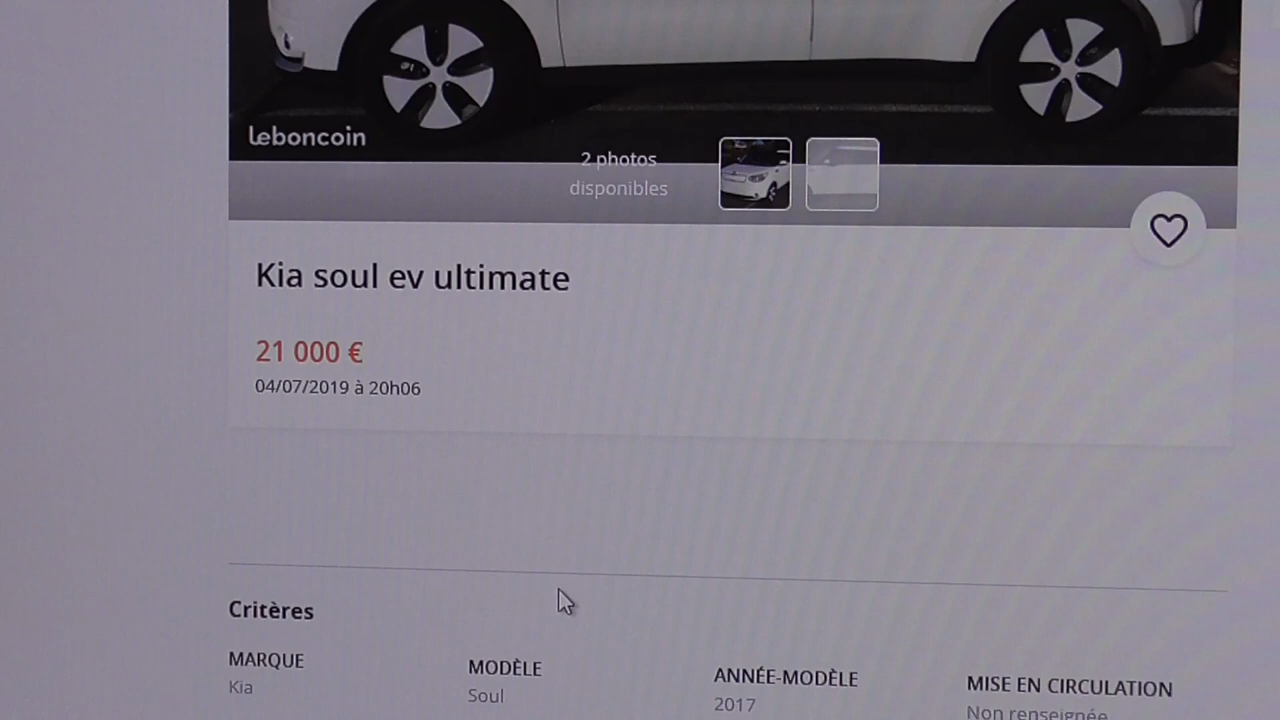 leboncoin
2 photos
disponibles
Kia soul ev ultimate
21 000 €
04/07/2019 à 20h06
Critères
MARQUE
Kia
MODÈLE
Soul
ANNÉE-MODÈLE
2017
MISE EN CIRCULATION
Non renseignée